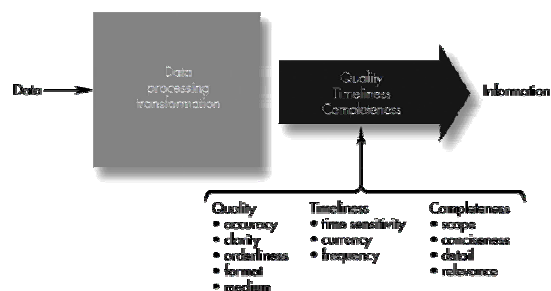 Data
Data
processing
transformation
Quality
Timeliness
Completeness
Information
Quality
• accuracy
• clarity
• orderliness
• format
• medium
Timeliness
• time sensitivity
• currency
• frequency
Completeness
• scope
• conciseness
• detail
• relevance